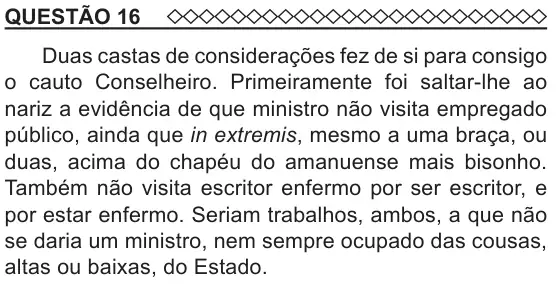 QUESTÃO 16
Duas castas de considerações fez de si para consigo
o cauto Conselheiro. Primeiramente foi saltar-lhe ao
nariz a evidência de que ministro não visita empregado
público, ainda que in extremis, mesmo a uma braça, ou
duas, acima do chapéu do amanuense mais bisonho.
Também não visita escritor enfermo por ser escritor, e
por estar enfermo. Seriam trabalhos, ambos, a que não
se daria um ministro, nem sempre ocupado das cousas,
altas ou baixas, do Estado.